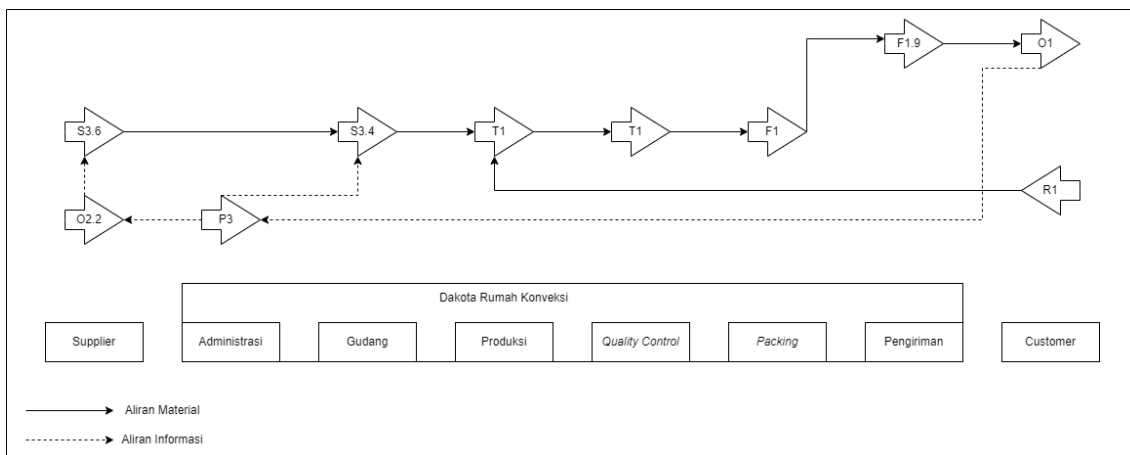 F1.9
O1
S3.6
S3.4
T1
T1
F1
R1
O2.2
P3
Dakota Rumah Konveksi
Supplier
Administrasi
Gudang
Produksi
Quality Control
Packing
Pengiriman
Customer
Aliran Material
Aliran Informasi